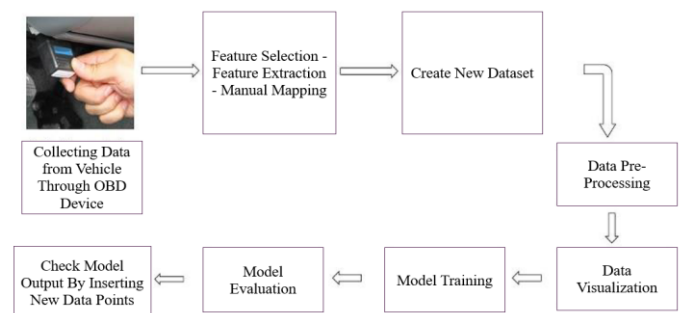 Feature Selection -
Feature Extraction
- Manual Mapping
Create New Dataset
Collecting Data
from Vehicle
Through OBD
Device
Data Pre-
Processing
Data
Visualization
Model Training
Model
Evaluation
Check Model
Output By Inserting
New Data Points